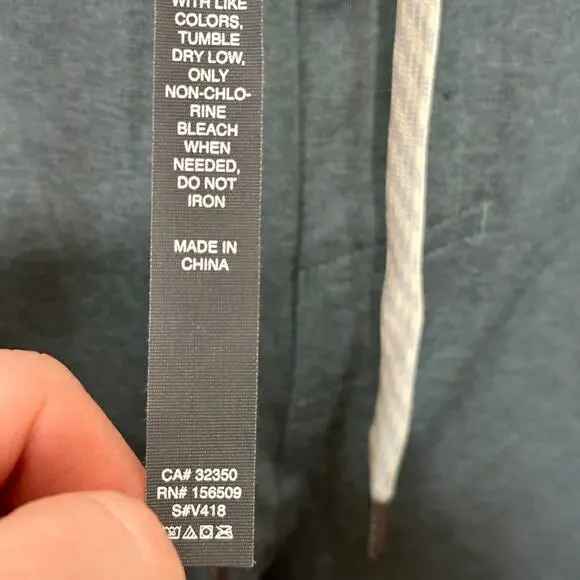 WITH LIKE
COLORS,
TUMBLE
DRY LOW,
ONLY
NON-CHLO-
RINE
BLEACH
WHEN
NEEDED,
DO NOT
IRON
MADE IN
CHINA
CA# 32350
RN# 156509
S#V418